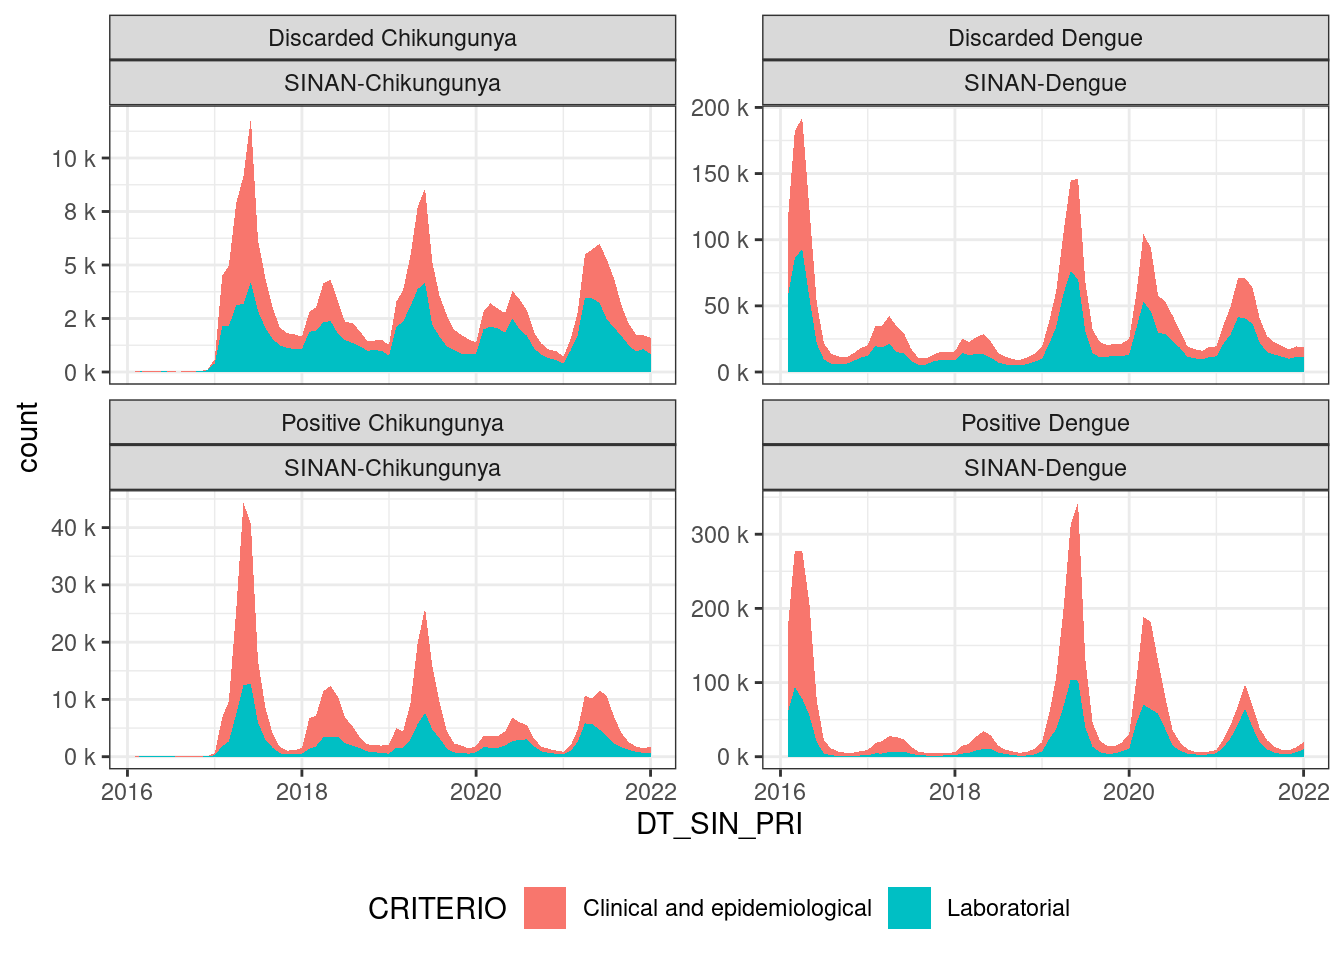 Discarded Chikungunya
SINAN-Chikungunya
10 k
8 k
5 k
2 k
0 k
Discarded Dengue
SINAN-Dengue
200 k
150 k
100 k
50 k
0 k
count
Positive Chikungunya
SINAN-Chikungunya
40 k
30 k
20 k
10 k
0 k
2016 2018 2020 2022
Positive Dengue
SINAN-Dengue
300 k
200 k
100 k
0 k
2016 2018 2020 2022
DT_SIN_PRI
CRITERIO Clinical and epidemiological Laboratorial